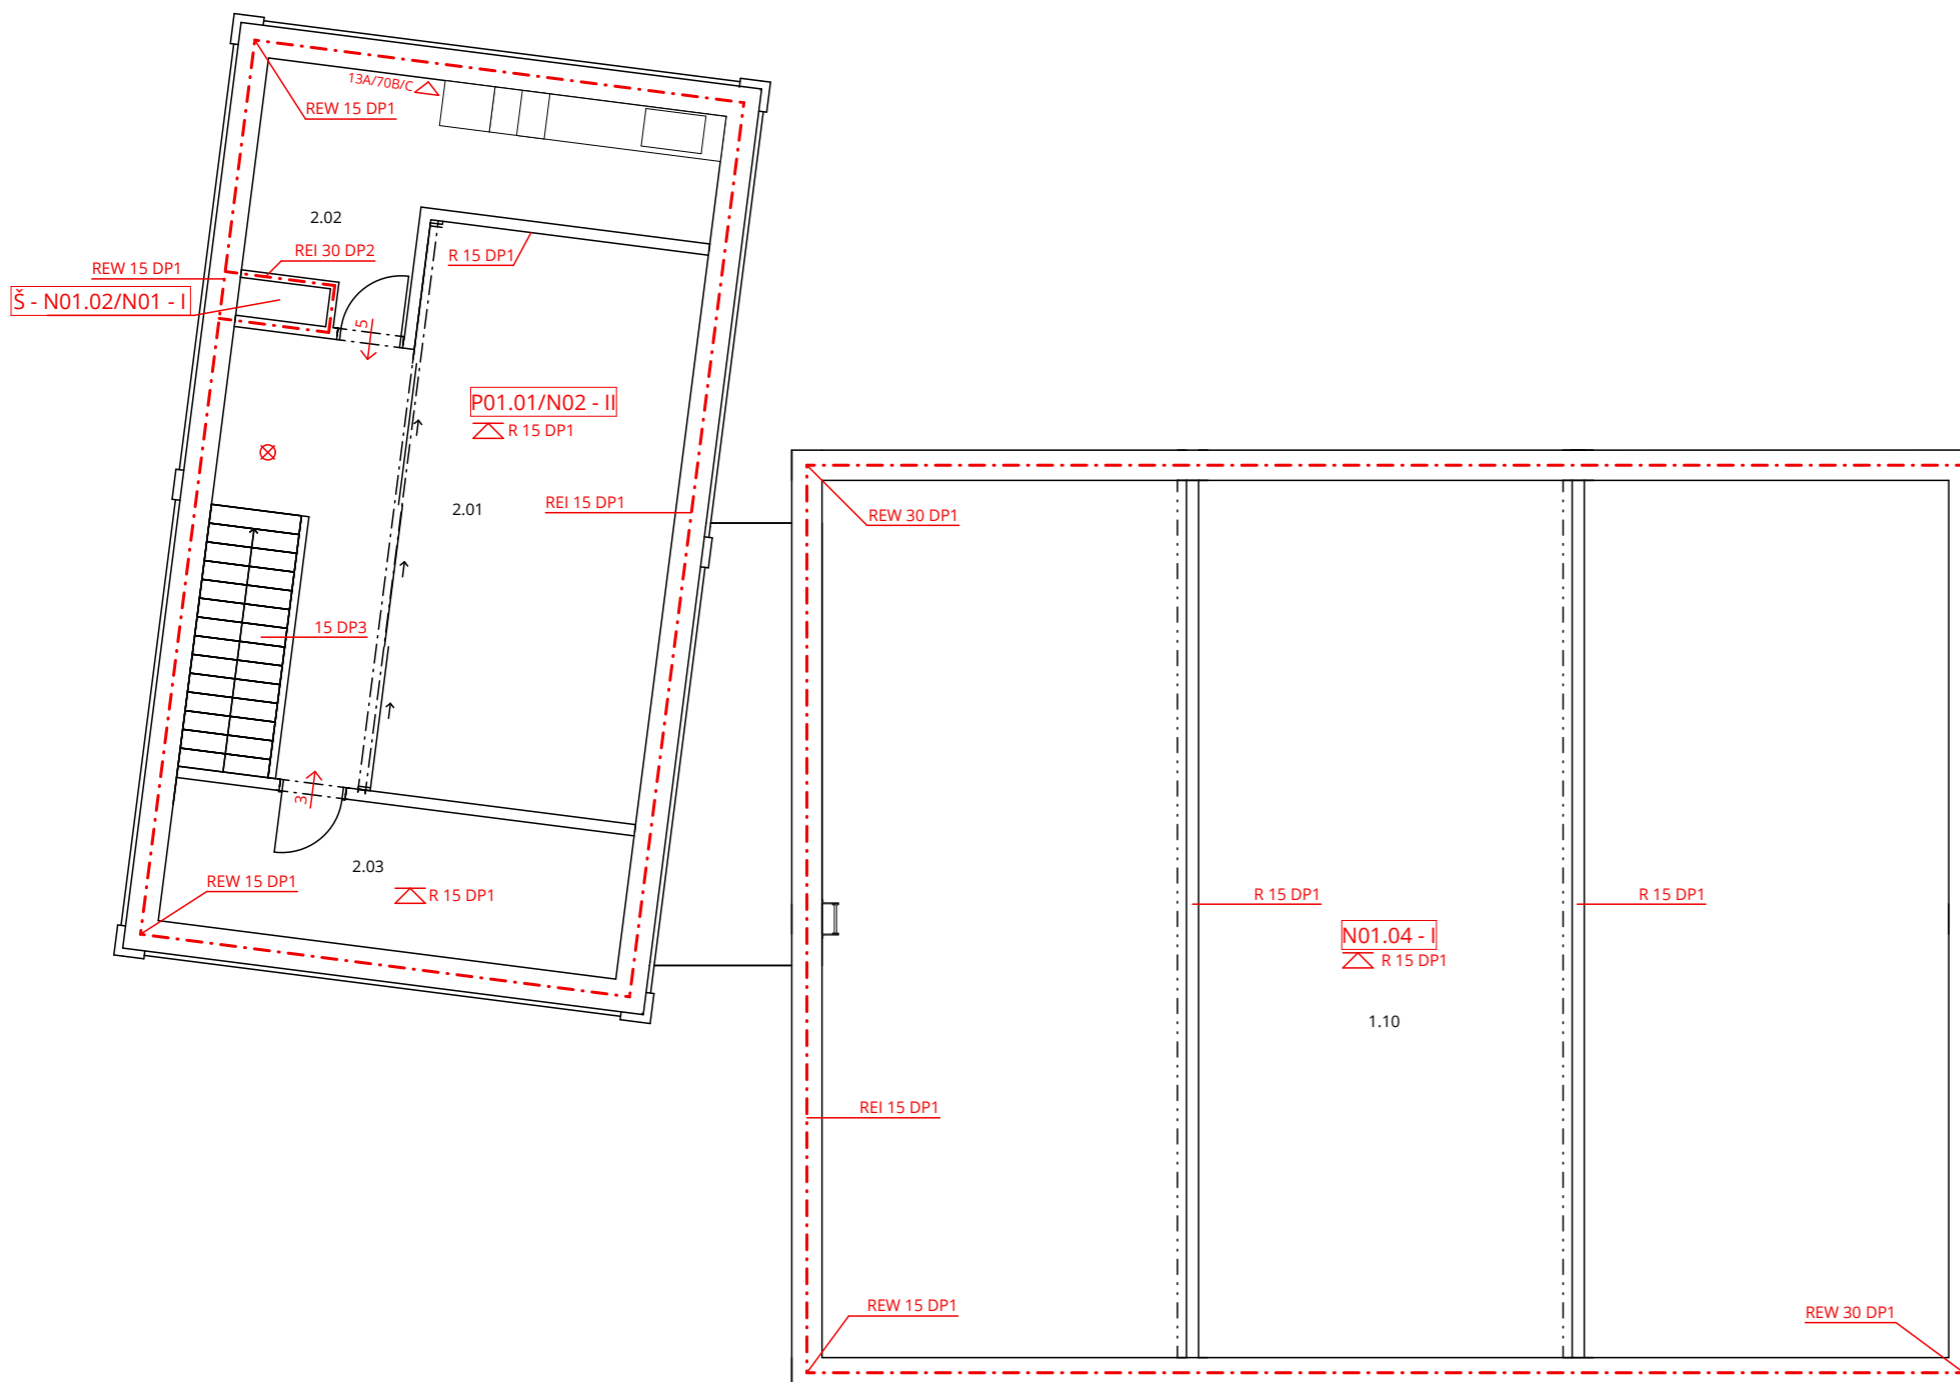 13A/70B/C
REW 15 DP1
2.02
REI 30 DP2
R 15 DP1
REW 15 DP1
Š - N01.02/N01 - I
5
P01.01/N02 - II
R 15 DP1
2.01
REI 15 DP1
REW 30 DP1
15 DP3
3
2.03
REW 15 DP1
R 15 DP1
R 15 DP1
R 15 DP1
N01.04 - I
R 15 DP1
1.10
REI 15 DP1
REW 15 DP1
REW 30 DP1